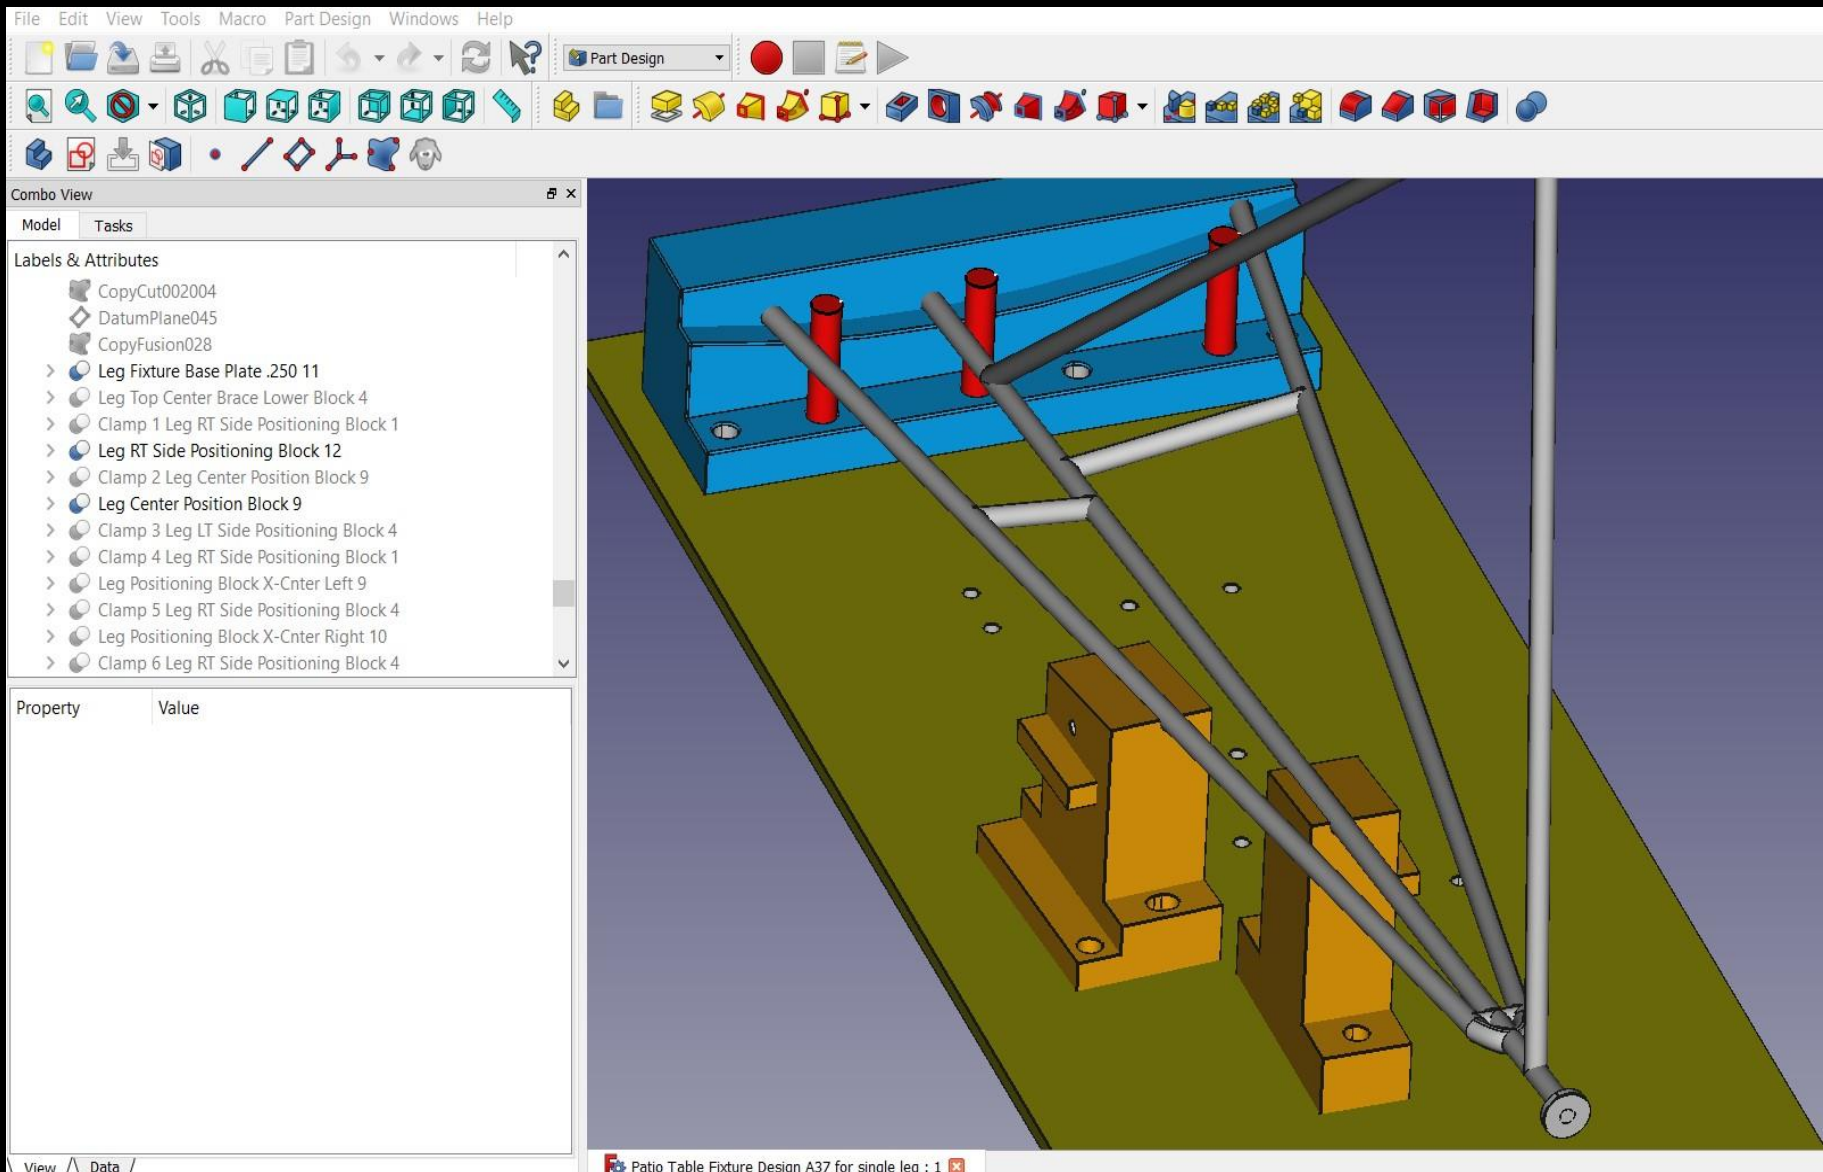 File Edit View Tools Macro Part Design Windows Help
Part Design
Combo View
Model Tasks
Labels & Attributes
CopyCut002004
DatumPlane045
CopyFusion028
Leg Fixture Base Plate .250 11
Leg Top Center Brace Lower Block 4
Clamp 1 Leg RT Side Positioning Block 1
Leg RT Side Positioning Block 12
Clamp 2 Leg Center Position Block 9
Leg Center Position Block 9
Clamp 3 Leg LT Side Positioning Block 4
Clamp 4 Leg RT Side Positioning Block 1
Leg Positioning Block X-Cnter Left 9
Clamp 5 Leg RT Side Positioning Block 4
Leg Positioning Block X-Cnter Right 10
Clamp 6 Leg RT Side Positioning Block 4
Property Value
View Data
Patio Table Fixture Design A37 for single leg : 1